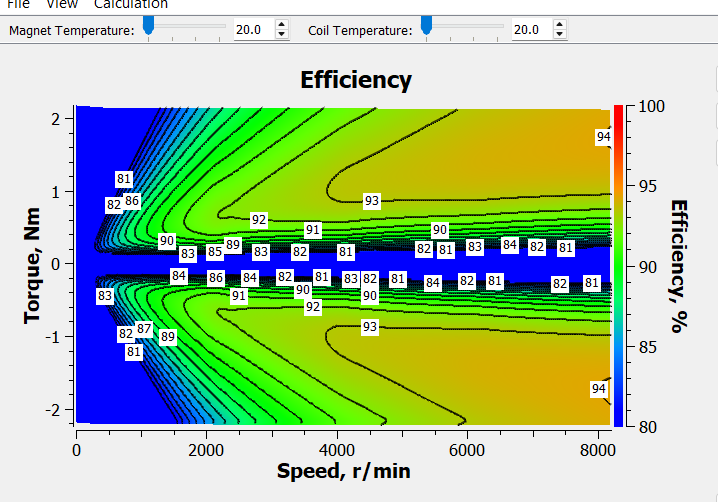 File View Calculation
Magnet Temperature: 20.0 Coil Temperature: 20.0
Efficiency
100
95
90
85
80
Efficiency, %
2
1
0
-1
-2
Torque, Nm
94
81
82 86
93
92
91
90
90 89
83 85 83 82 81 82 81 83 84 82 81
84 86 84 82 81 83 82 81 84 82 81 82 81
83 91 90 90
92
93
82 87 89
81
94
0 2000 4000 6000 8000
Speed, r/min